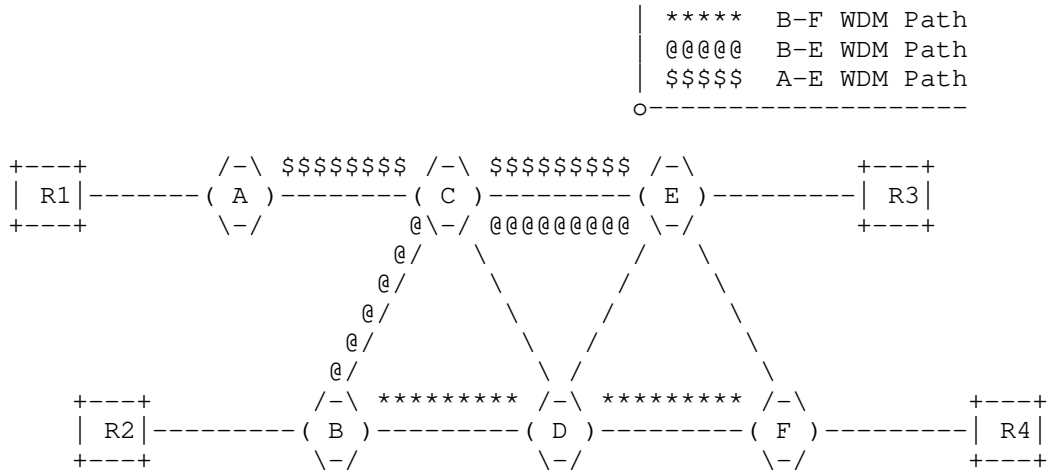 | ***** B-F WDM Path
| @@@@@ B-E WDM Path
| $$$$$ A-E WDM Path
o--------------------
+---+ /-\ $$$$$$$$ /-\ $$$$$$$$$ /-\ +---+
| R1|-------( A )--------( C )---------( E )---------| R3|
+---+ \-/ @\-/ @@@@@@@@@ \-/ +---+
@/ \ / \
@/ \ / \
@/ \ / \
@/ \ / \
@/ \ / \
+---+ /-\ ********* /-\ ********* /-\ +---+
| R2|---------( B )---------( D )---------( F )---------| R4|
+---+ \-/ \-/ \-/ +---+